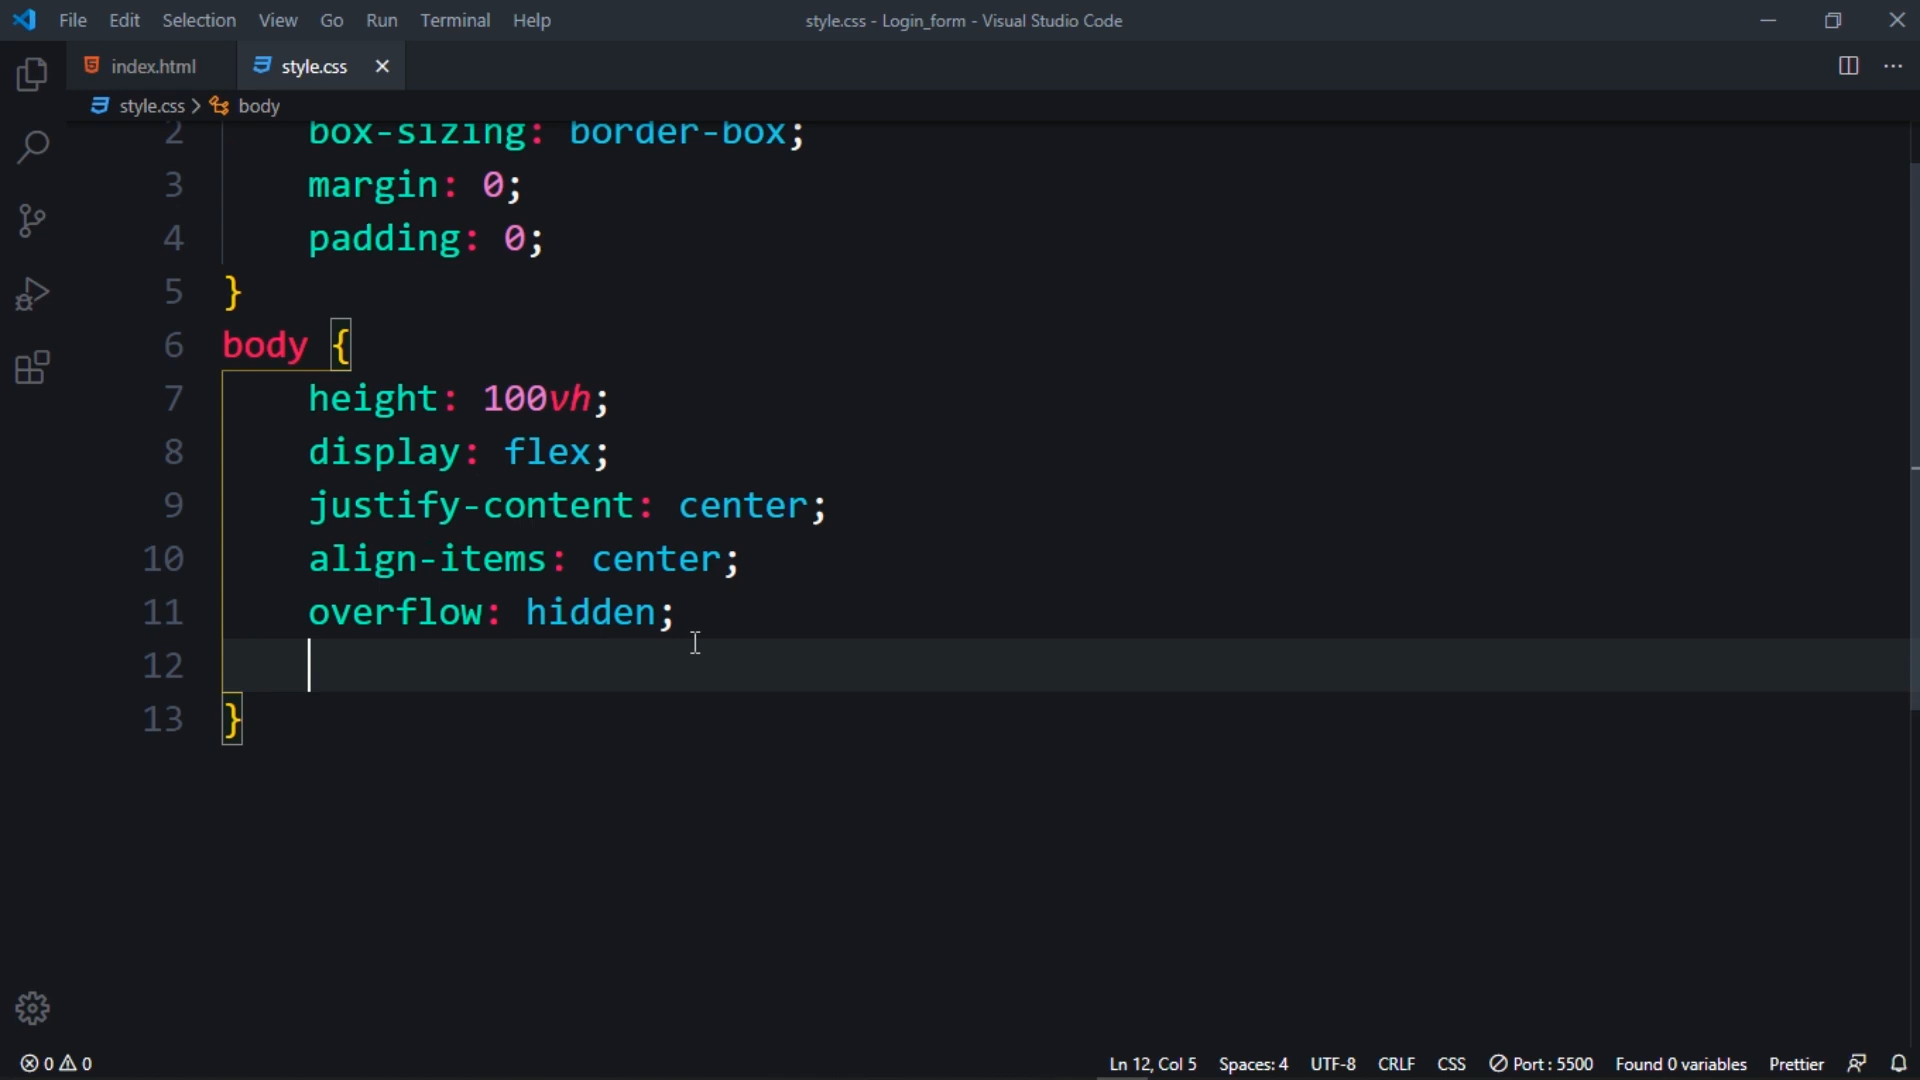 File Edit Selection View Go Run Terminal Help style.css - Login_form - Visual Studio Code
index.html style.css
style.css > body
2 box-sizing: border-box;
3 margin: 0;
4 padding: 0;
5 }
6 body {
7 height: 100vh;
8 display: flex;
9 justify-content: center;
10 align-items: center;
11 overflow: hidden;
12
13 }
0 0 Ln 12, Col 5 Spaces: 4 UTF-8 CRLF CSS Port : 5500 Found 0 variables Prettier